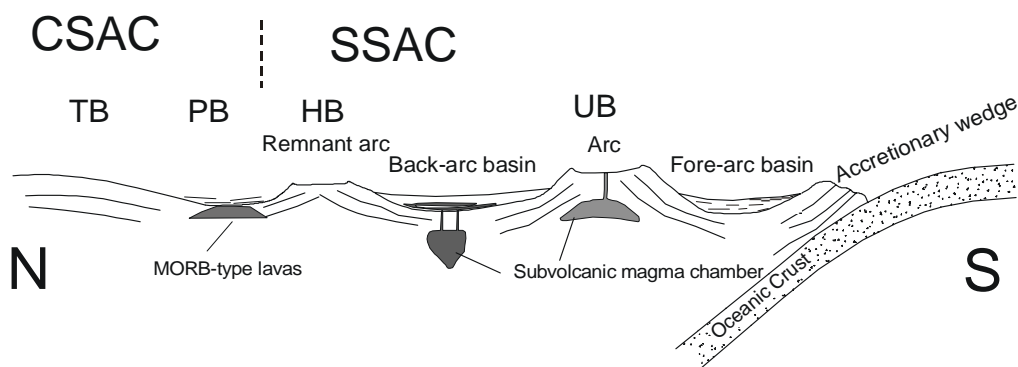 CSAC
SSAC
TB
PB
HB
UB
Remnant arc
Back-arc basin
Arc
Fore-arc basin
Accretionary wedge
N
MORB-type lavas
Subvolcanic magma chamber
Oceanic Crust
S